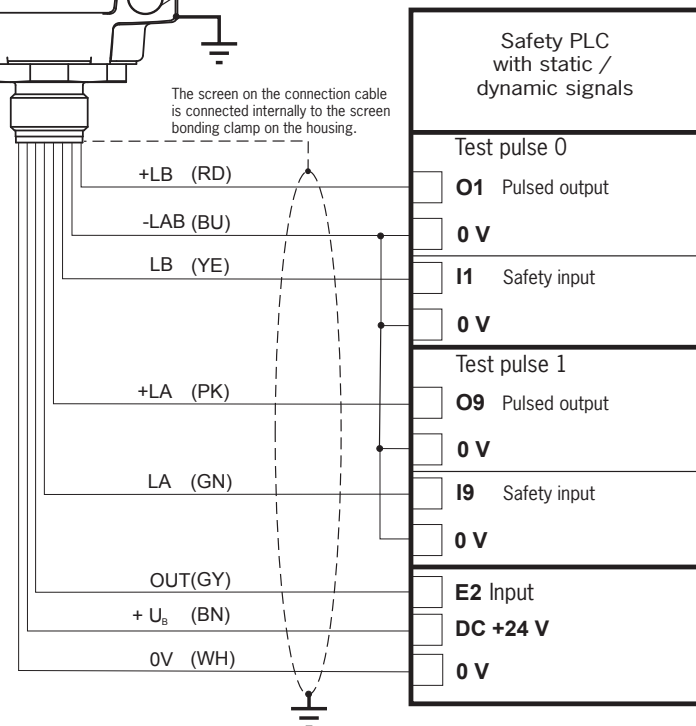 Safety PLC
with static /
dynamic signals
The screen on the connection cable
is connected internally to the screen
bonding clamp on the housing.
Test pulse 0
+LB (RD)
O1 Pulsed output
-LAB (BU)
0 V
LB (YE)
I1 Safety input
0 V
Test pulse 1
+LA (PK)
O9 Pulsed output
0 V
LA (GN)
I9 Safety input
0 V
OUT(GY)
E2 Input
+ UB (BN)
DC +24 V
0V (WH)
0 V